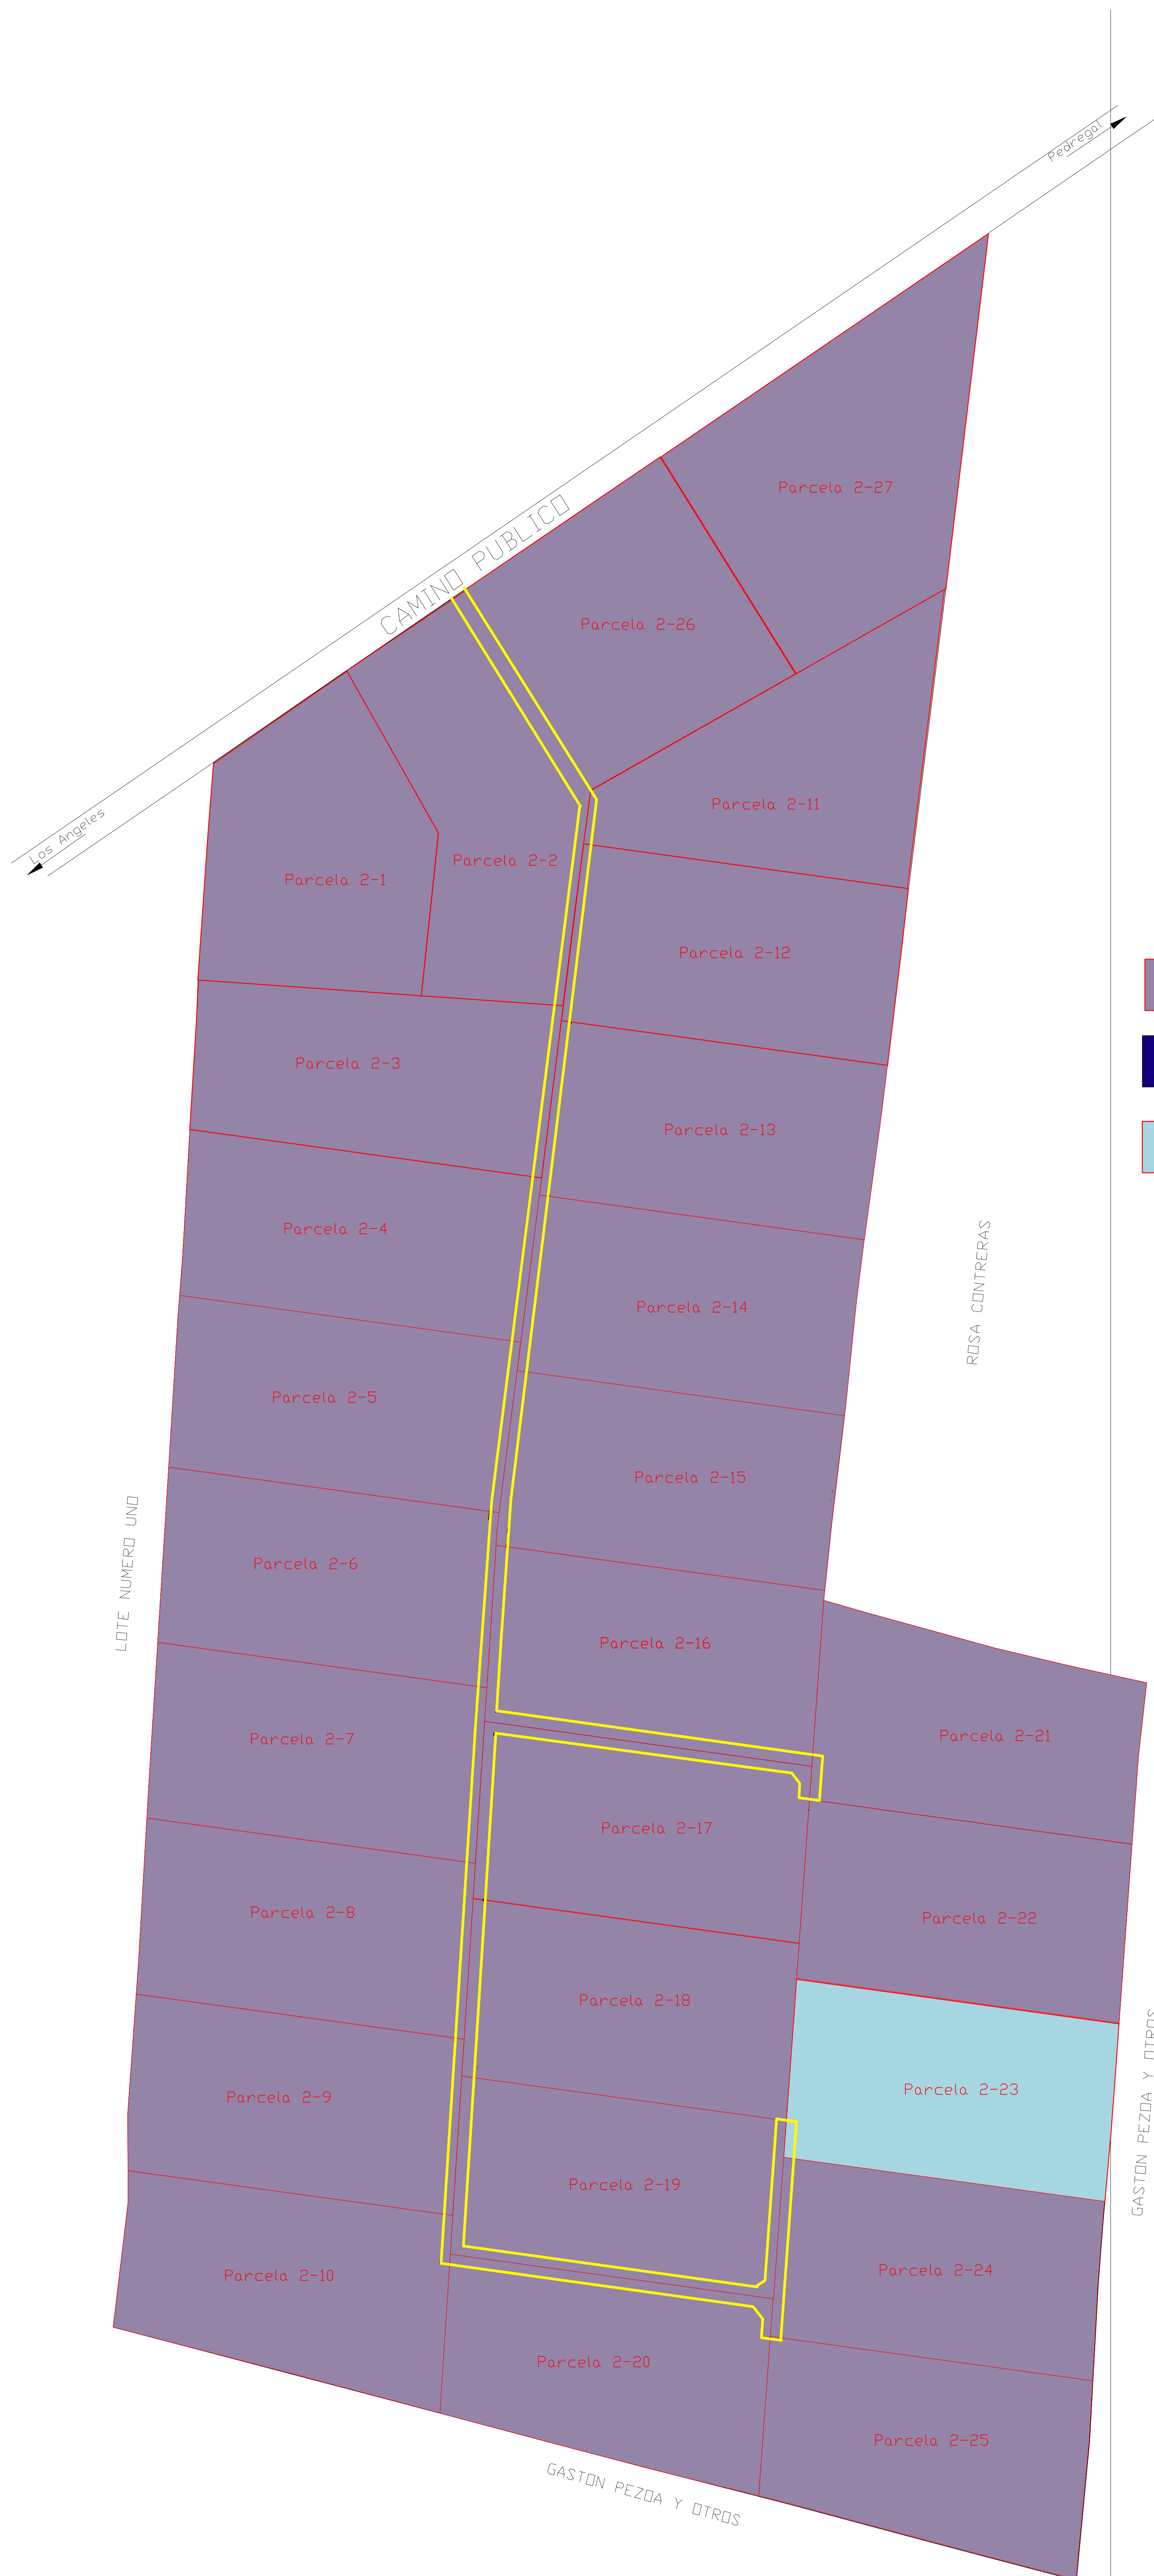 Pedregal
Parcela 2-27
CAMINO PUBLICO
Parcela 2-26
Parcela 2-11
Los Angeles
Parcela 2-2
Parcela 2-1
Parcela 2-12
Parcela 2-3
Parcela 2-13
Parcela 2-4
ROSA CONTRERAS
Parcela 2-14
Parcela 2-5
Parcela 2-15
LOTE NUMERO UNO
Parcela 2-6
Parcela 2-16
Parcela 2-21
Parcela 2-7
Parcela 2-17
Parcela 2-8
Parcela 2-22
Parcela 2-18
Parcela 2-23
GASTON PEZOA Y OTROS
Parcela 2-9
Parcela 2-19
Parcela 2-24
Parcela 2-10
Parcela 2-20
Parcela 2-25
GASTON PEZOA Y OTROS